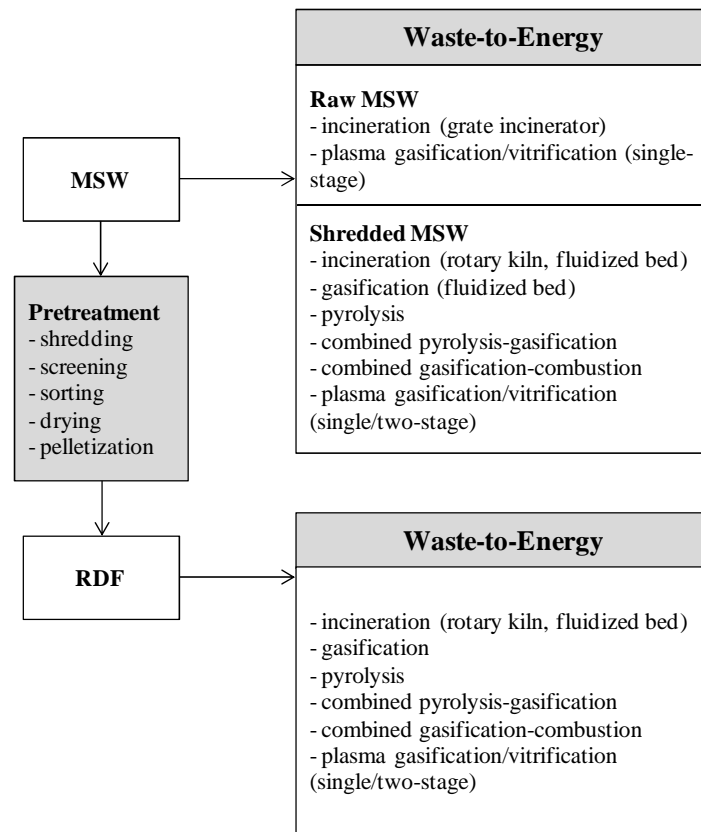 Waste-to-Energy
Raw MSW
- incineration (grate incinerator)
- plasma gasification/vitrification (single-
stage)
MSW
Shredded MSW
- incineration (rotary kiln, fluidized bed)
- gasification (fluidized bed)
- pyrolysis
- combined pyrolysis-gasification
- combined gasification-combustion
- plasma gasification/vitrification
(single/two-stage)
Pretreatment
- shredding
- screening
- sorting
- drying
- pelletization
Waste-to-Energy
RDF
- incineration (rotary kiln, fluidized bed)
- gasification
- pyrolysis
- combined pyrolysis-gasification
- combined gasification-combustion
- plasma gasification/vitrification
(single/two-stage)